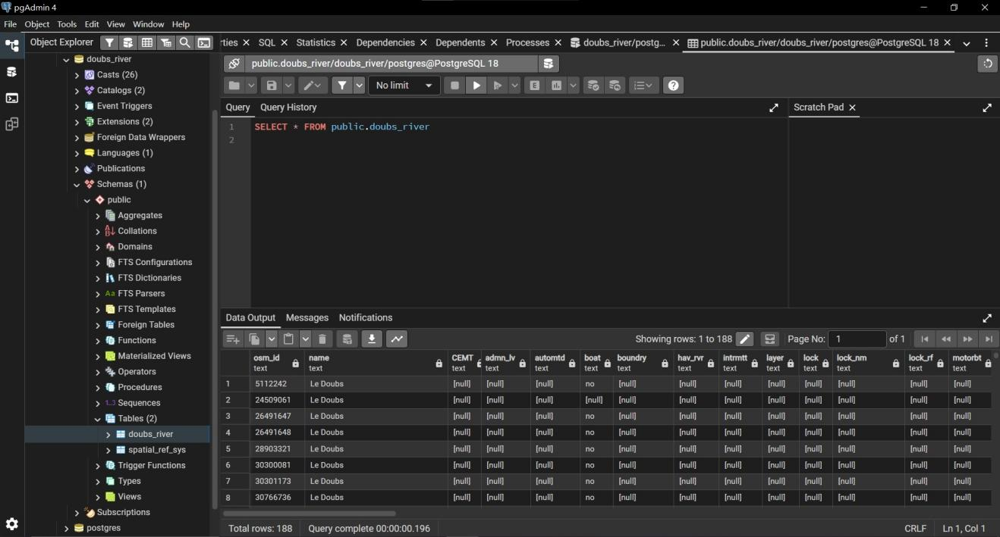 pgAdmin 4
File Object Tools Edit View Window Help
Object Explorer
rties SQL Statistics Dependencies Dependents Processes doubs_river/postg... public.doubs_river/doubs_river/postgres@PostgreSQL 18
public.doubs_river/doubs_river/postgres@PostgreSQL 18
No limit
E
Query Query History
Scratch Pad
1 SELECT * FROM public.doubs_river
2
doubs_river
Casts (26)
Catalogs (2)
Event Triggers
Extensions (2)
Foreign Data Wrappers
Languages (1)
Publications
Schemas (1)
public
Aggregates
Collations
Domains
FTS Configurations
FTS Dictionaries
Aa FTS Parsers
FTS Templates
Foreign Tables
Functions
Materialized Views
Operators
Procedures
1..3 Sequences
Tables (2)
doubs_river
spatial_ref_sys
Trigger Functions
Types
Views
Subscriptions
postgres
Data Output Messages Notifications
Showing rows: 1 to 188 Page No: 1 of 1
osm_id name CEMT admn_lv automtd boat boundry hav_rvr intrmtt layer lock lock_nm lock_rf motorbt
text text text text text text text text text text text text text text
1 5112242 Le Doubs [null] [null] [null] no [null] [null] [null] [null] [null] [null] [null] [null]
2 24509061 Le Doubs [null] [null] [null] [null] [null] [null] [null] [null] [null] [null] [null] [null]
3 26491647 Le Doubs [null] [null] [null] no [null] [null] [null] [null] [null] [null] [null] [null]
4 26491648 Le Doubs [null] [null] [null] no [null] [null] [null] [null] [null] [null] [null] [null]
5 28903321 Le Doubs [null] [null] [null] no [null] [null] [null] [null] [null] [null] [null] [null]
6 30300081 Le Doubs [null] [null] [null] no [null] [null] [null] [null] [null] [null] [null] [null]
7 30301173 Le Doubs [null] [null] [null] no [null] [null] [null] [null] [null] [null] [null] [null]
8 30766736 Le Doubs [null] [null] [null] no [null] [null] [null] [null] [null] [null] [null] [null]
Total rows: 188 Query complete 00:00:00.196 CRLF Ln 1, Col 1